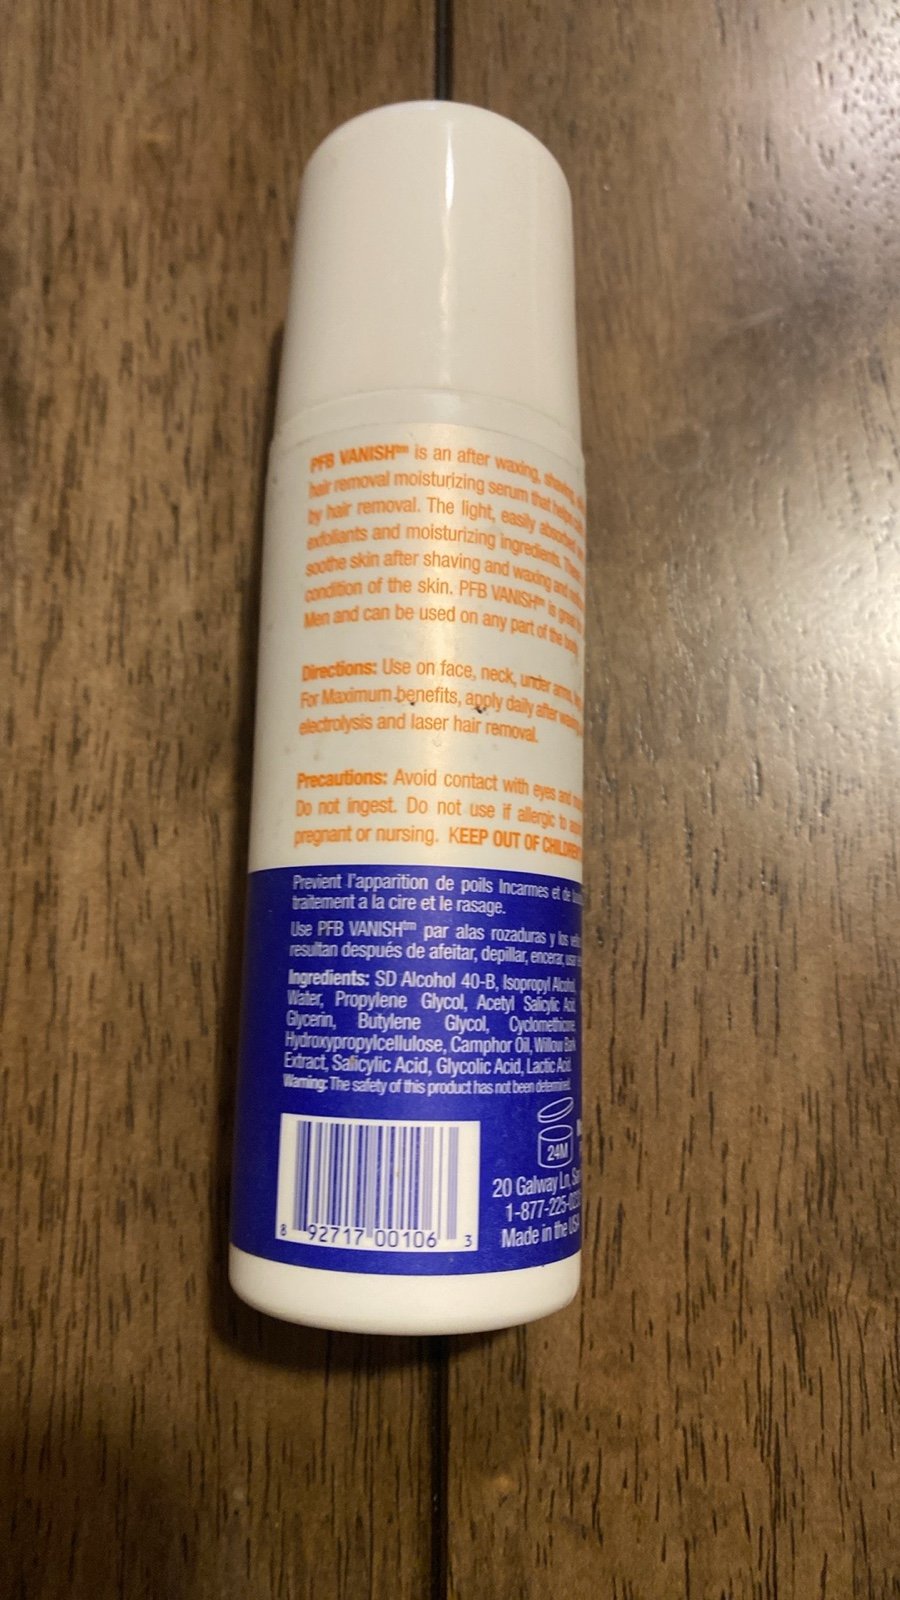 PFB VANISH™ is an after waxing, shaving,
hair removal moisturizing serum that helps
by hair removal. The light, easily absorbed
exfoliants and moisturizing ingredients.
soothe skin after shaving and waxing and
condition of the skin. PFB VANISH™ is great
Men and can be used on any part of the body.
Directions: Use on face, neck, under arms,
For Maximum benefits, apply daily after waxing,
electrolysis and laser hair removal.
Precautions: Avoid contact with eyes and
Do not ingest. Do not use if allergic to
pregnant or nursing. KEEP OUT OF CHILDREN
Previent l'apparition de poils Incarmes et de
traitement a la cire et le rasage.
Use PFB VANISH™ par alas rozaduras y los
resultan después de afeitar, depillar, encerar,
Ingredients: SD Alcohol 40-B, Isopropyl Alcohol,
Water, Propylene Glycol, Acetyl Salicylic Acid,
Glycerin, Butylene Glycol, Cyclomethicone,
Hydroxypropylcellulose, Camphor Oil, Willow Bark
Extract, Salicylic Acid, Glycolic Acid, Lactic Acid.
Warning: The safety of this product has not been determined.
24M
20 Galway Ln,
1-877-225-
Made in the USA
8 92717 00106 3